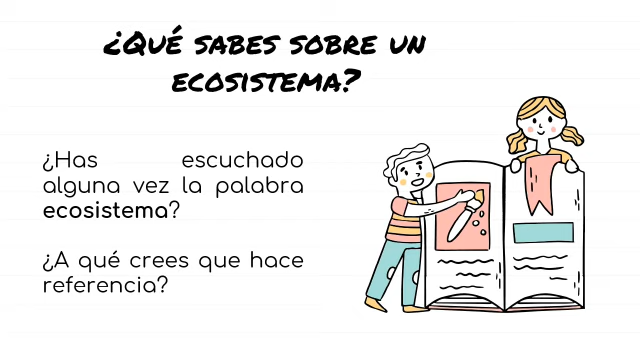 ¿Qué sabes sobre un
ecosistema?
¿Has escuchado
alguna vez la palabra
ecosistema?
¿A qué crees que hace
referencia?